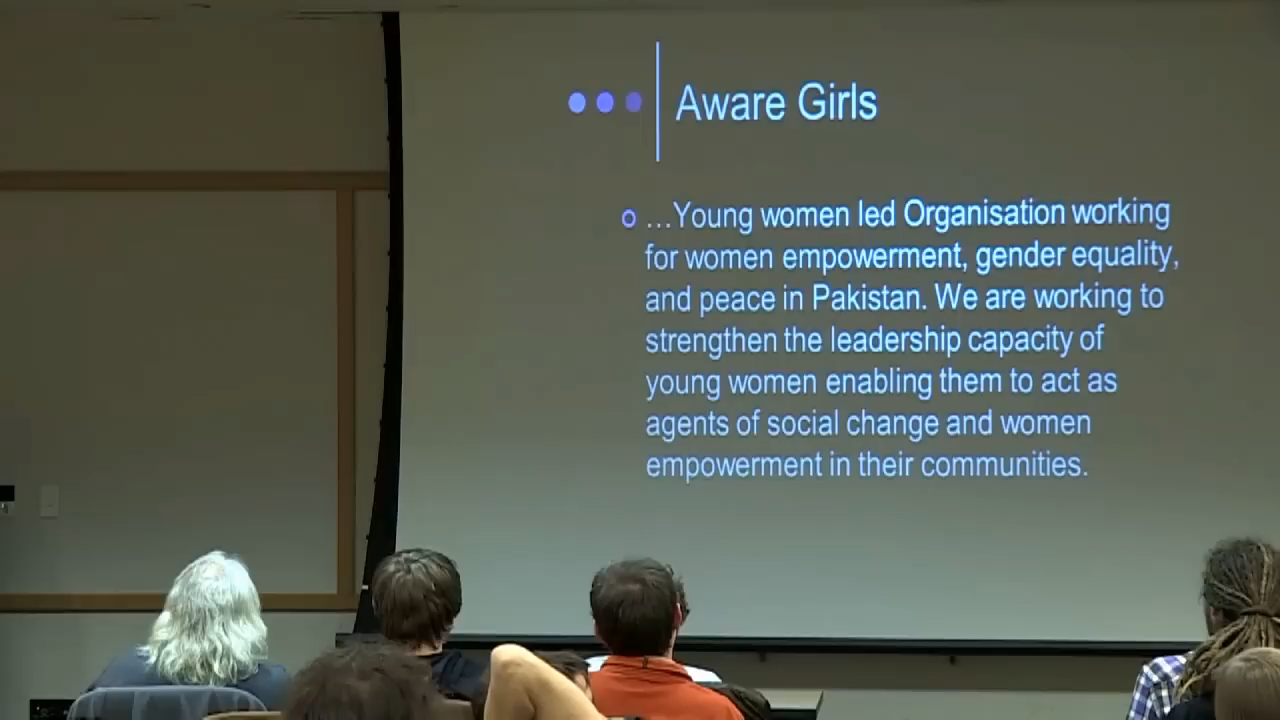 Aware Girls
…Young women led Organisation working
for women empowerment, gender equality,
and peace in Pakistan. We are working to
strengthen the leadership capacity of
young women enabling them to act as
agents of social change and women
empowerment in their communities.